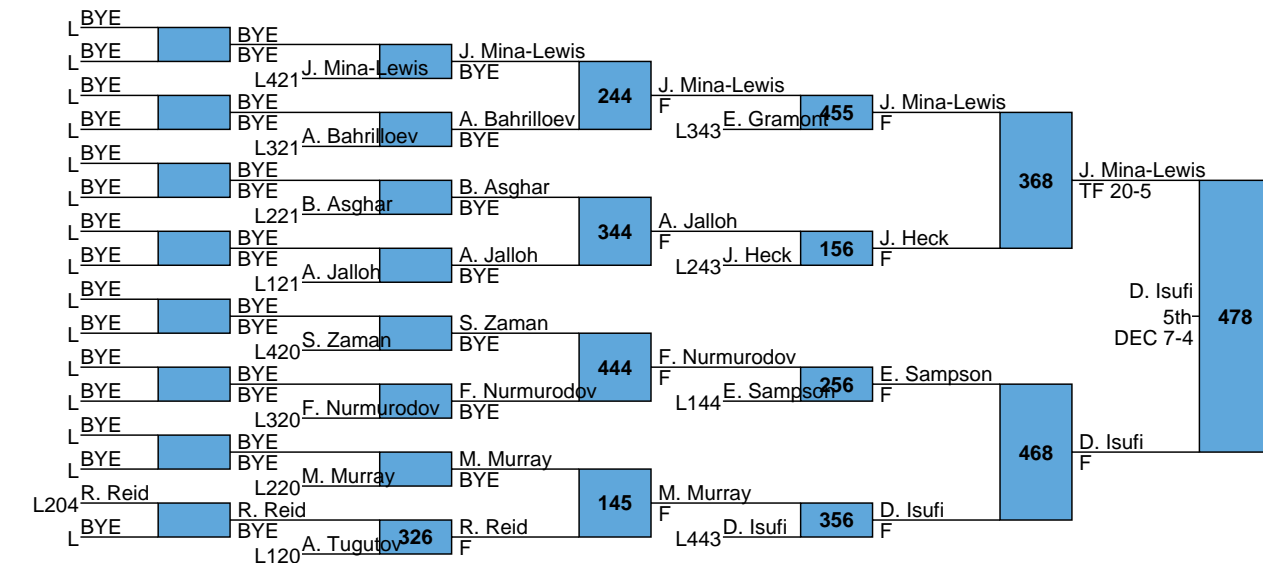 BYE
L
BYE
L
BYE
BYE
L421 J. Mina-Lewis
J. Mina-Lewis
BYE
BYE
L
BYE
L
BYE
BYE
L321 A. Bahrilloev
A. Bahrilloev
BYE
244
J. Mina-Lewis
F
L343 E. Gramont
455
J. Mina-Lewis
F
BYE
L
BYE
L
BYE
BYE
L221 B. Asghar
B. Asghar
BYE
BYE
L
BYE
L
BYE
BYE
L121 A. Jalloh
A. Jalloh
BYE
344
A. Jalloh
F
L243 J. Heck
156
J. Heck
F
368
J. Mina-Lewis
TF 20-5
BYE
L
BYE
L
BYE
BYE
L420 S. Zaman
S. Zaman
BYE
BYE
L
BYE
L
BYE
BYE
L320 F. Nurmurodov
F. Nurmurodov
BYE
444
F. Nurmurodov
F
L144 E. Sampson
256
E. Sampson
F
BYE
L
BYE
L
BYE
BYE
L220 M. Murray
M. Murray
BYE
L204 R. Reid
BYE
L
R. Reid
BYE
L120 A. Tugutov
326
R. Reid
F
145
M. Murray
F
L443 D. Isufi
356
D. Isufi
F
468
D. Isufi
F
478
D. Isufi
5th
DEC 7-4